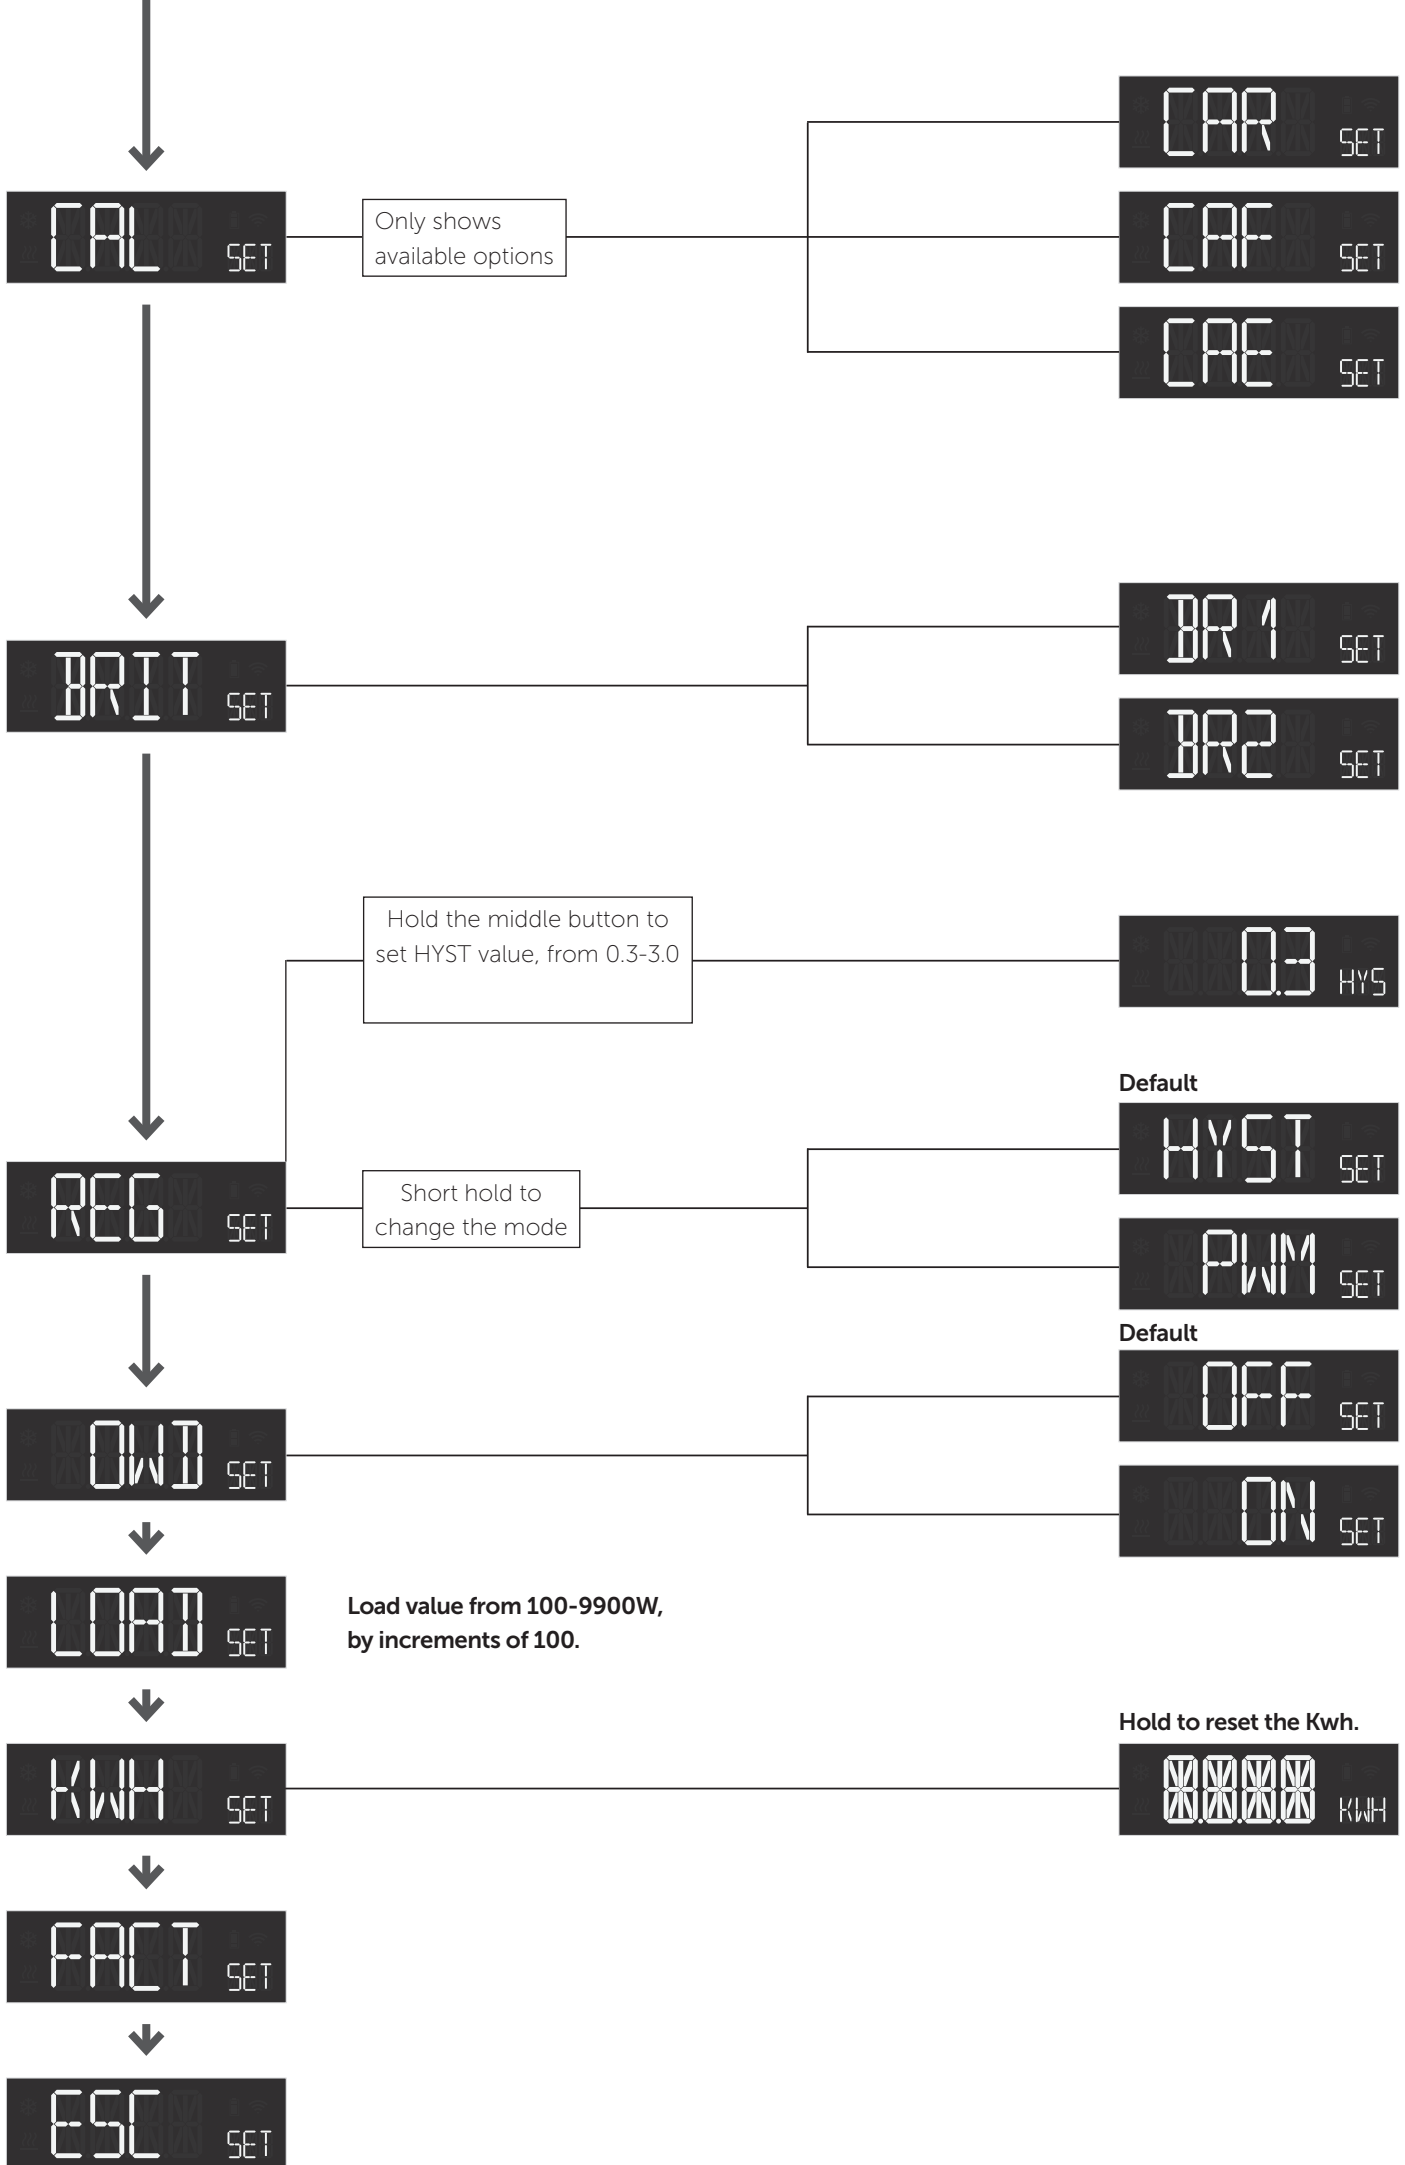 CAR SET
CAL SET
Only shows
available options
CAF SET
CAE SET
BR1 SET
BRIT SET
BR2 SET
Hold the middle button to
set HYST value, from 0.3-3.0
0.3 HYS
Default
HYST SET
REG SET
Short hold to
change the mode
PWM SET
Default
OFF SET
OWD SET
ON SET
LOAD SET
Load value from 100-9900W,
by increments of 100.
Hold to reset the Kwh.
KWH SET
KWH
FACT SET
ESC SET